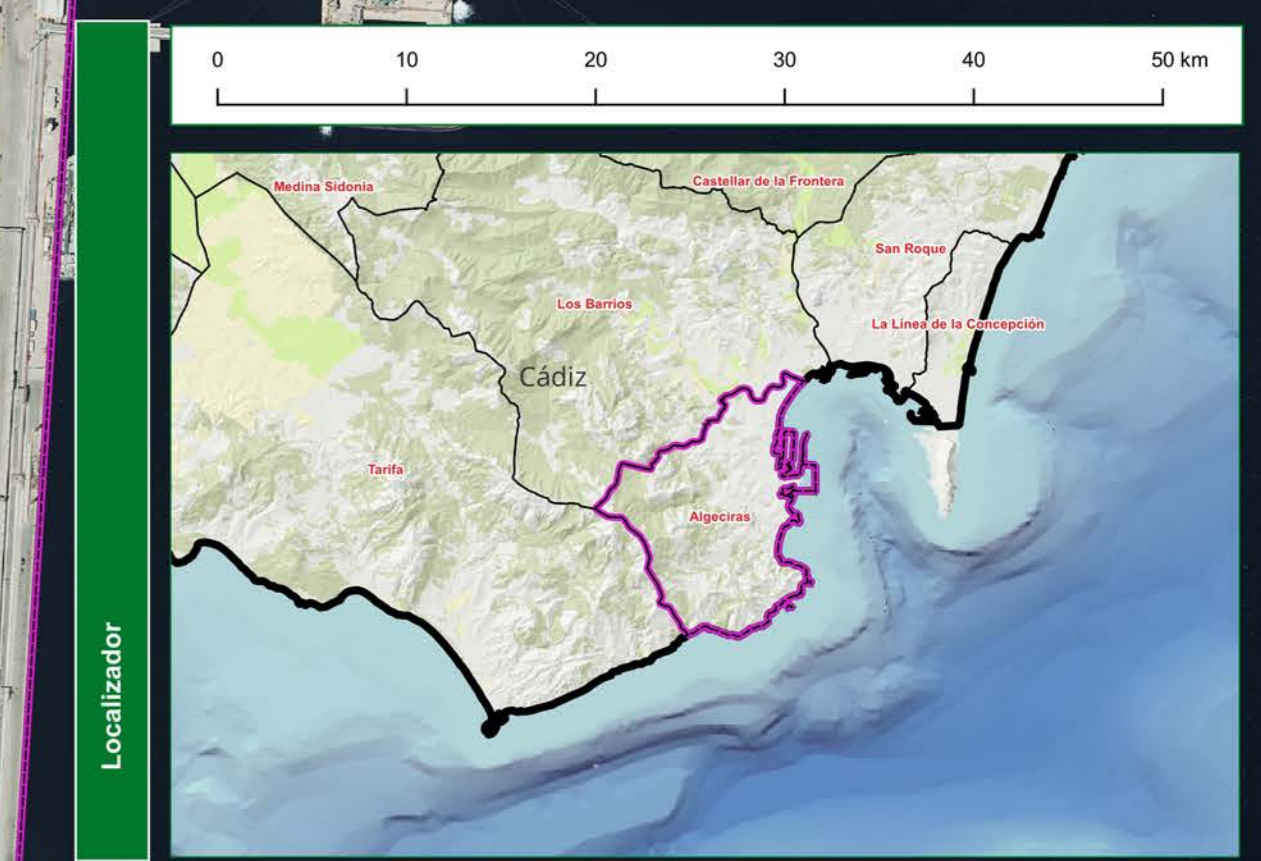 0 10 20 30 40 50 km
Localizador
Medina Sidonia
Castellar de la Frontera
San Roque
Los Barrios
La Línea de la Concepción
Cádiz
Tarifa
Algeciras